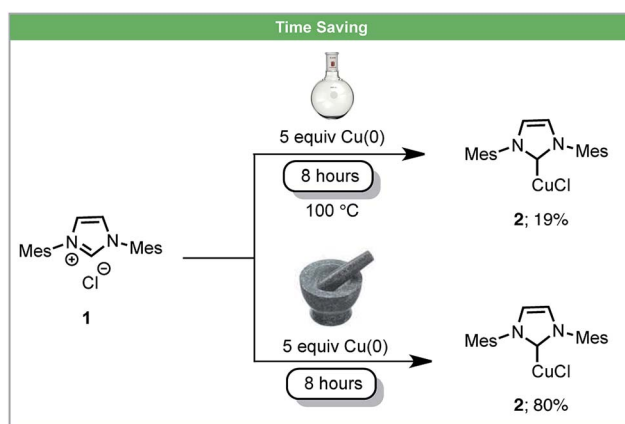 Time Saving
5 equiv Cu(0)
8 hours
100 °C
Mes
N
N
Mes
CuCl
2; 19%
Mes
N
⊕
N
Mes
Cl⊖
1
5 equiv Cu(0)
8 hours
Mes
N
N
Mes
CuCl
2; 80%